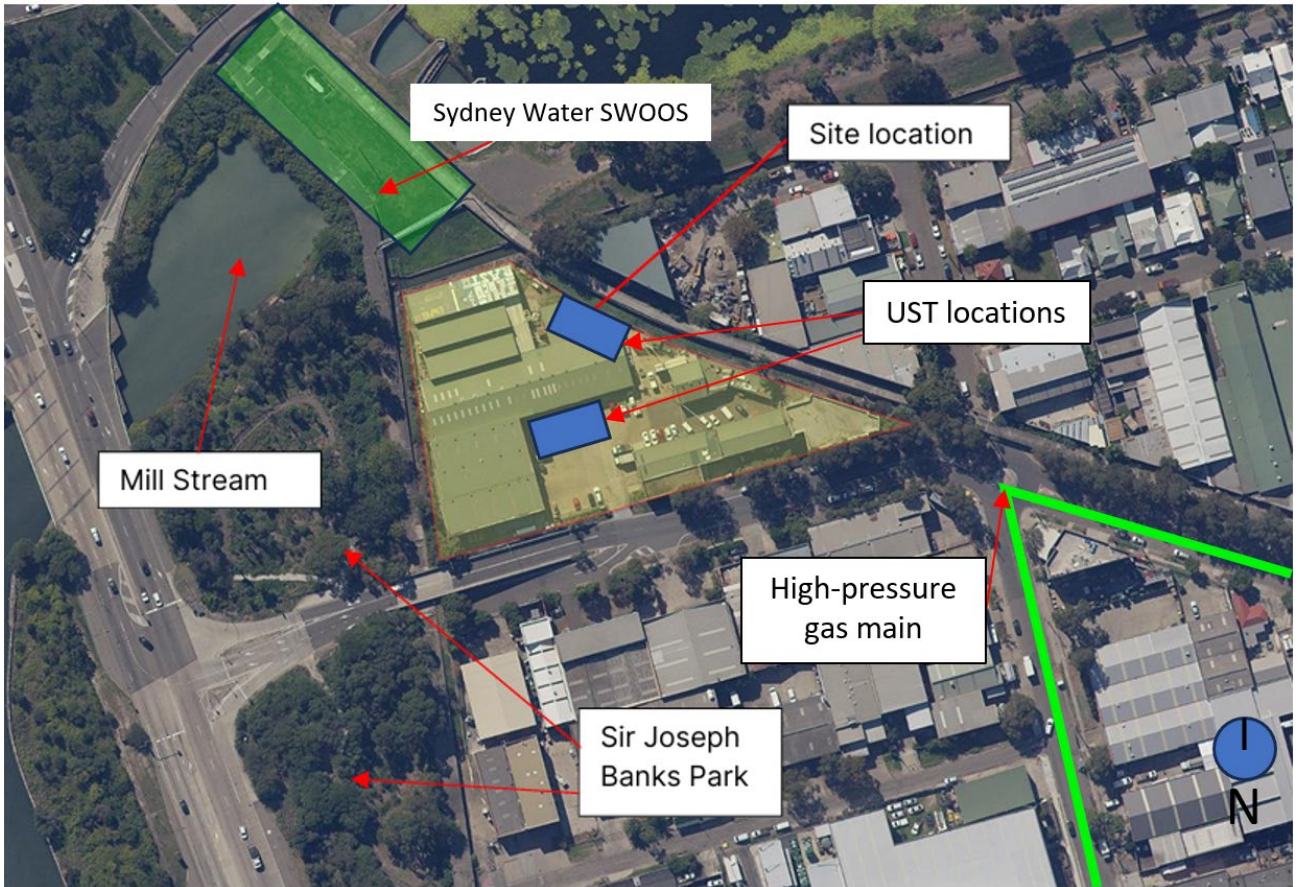 Sydney Water SWOOS
Site location
UST locations
Mill Stream
High-pressure
gas main
Sir Joseph
Banks Park
N